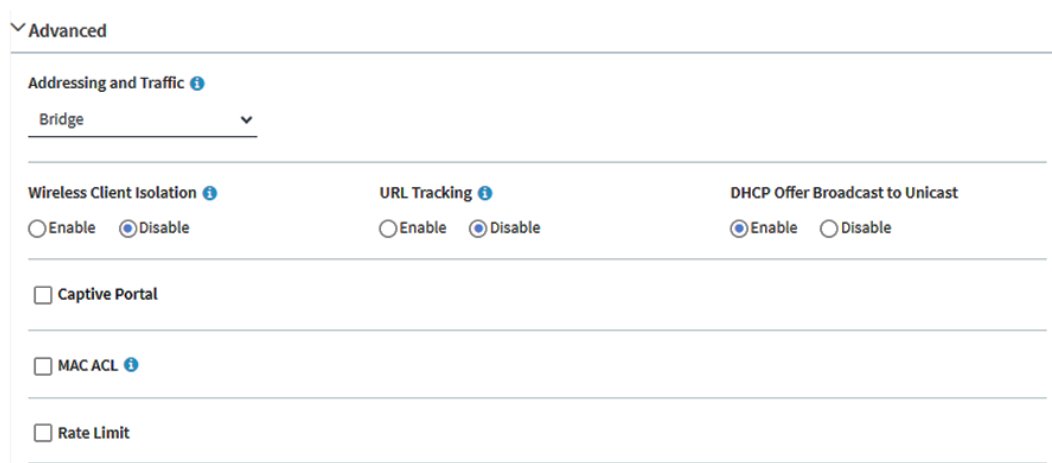 Advanced
Addressing and Traffic
Bridge
Wireless Client Isolation
URL Tracking
DHCP Offer Broadcast to Unicast
Enable Disable
Enable Disable
Enable Disable
Captive Portal
MAC ACL
Rate Limit